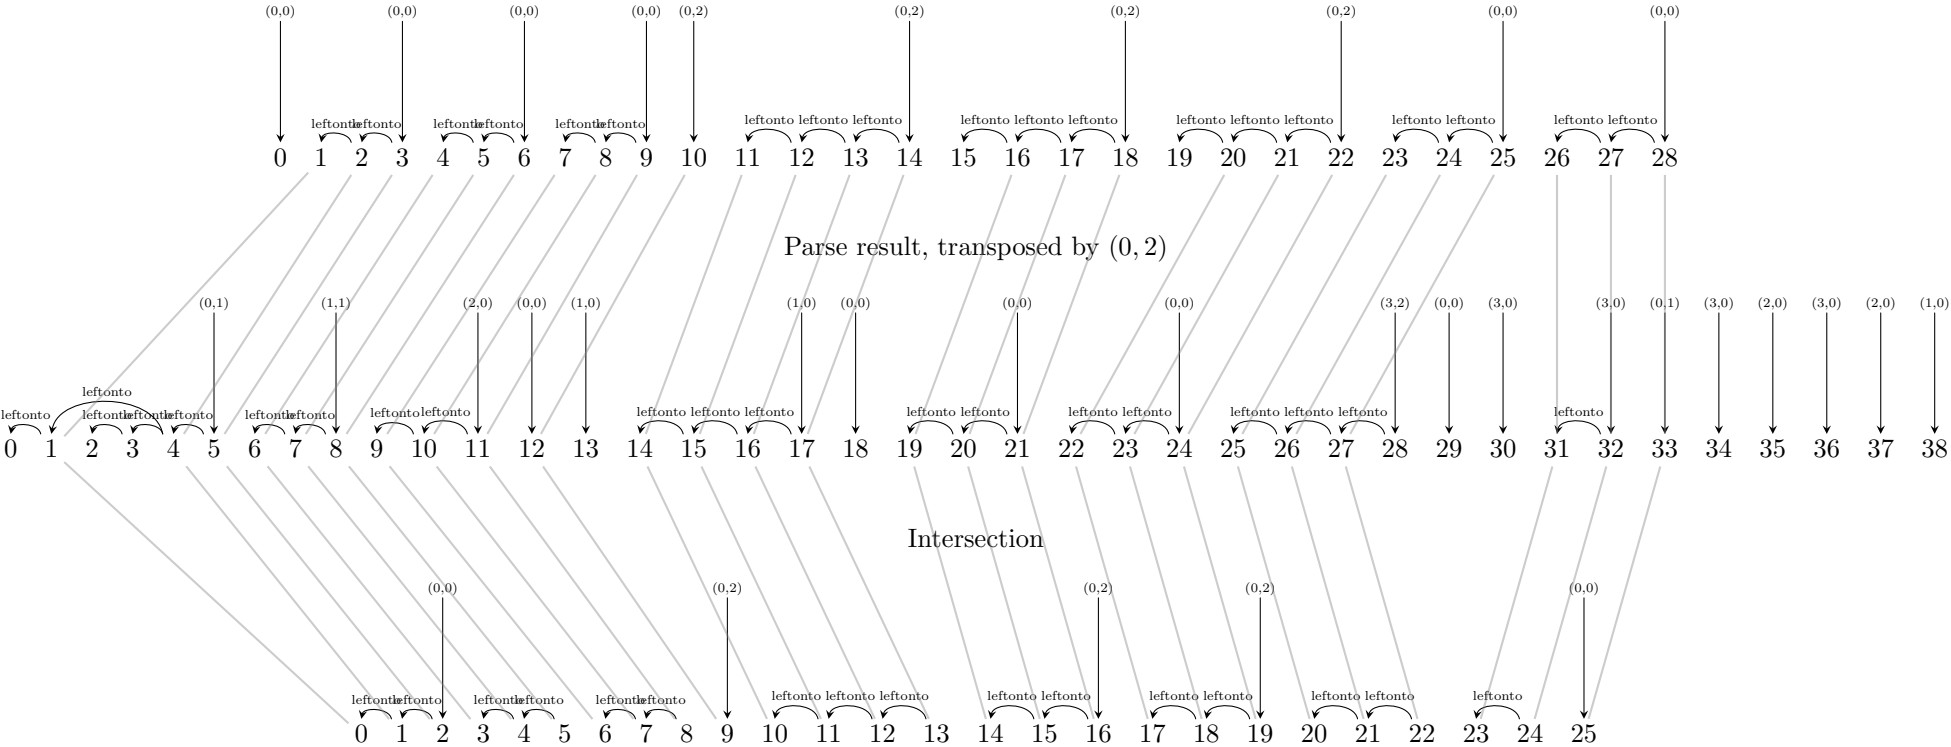 (0,0) (0,0) (0,0) (0,0) (0,2) (0,2) (0,2) (0,2) (0,0) (0,0)
leftonto leftonto leftonto leftonto leftonto leftonto leftonto leftonto leftonto leftonto leftonto leftonto leftonto leftonto leftonto leftonto leftonto leftonto leftonto
0 1 2 3 4 5 6 7 8 9 10 11 12 13 14 15 16 17 18 19 20 21 22 23 24 25 26 27 28
Parse result, transposed by (0, 2)
(0,1) (1,1) (2,0) (0,0) (1,0) (1,0) (0,0) (0,0) (0,0) (3,2) (0,0) (3,0) (3,0) (0,1) (3,0) (2,0) (3,0) (2,0) (1,0)
leftonto
leftonto leftonto leftonto leftonto leftonto leftonto leftonto leftonto leftonto leftonto leftonto leftonto leftonto leftonto leftonto leftonto leftonto leftonto leftonto
0 1 2 3 4 5 6 7 8 9 10 11 12 13 14 15 16 17 18 19 20 21 22 23 24 25 26 27 28 29 30 31 32 33 34 35 36 37 38
Intersection
(0,0) (0,2) (0,2) (0,2) (0,0)
leftonto leftonto leftonto leftonto leftonto leftonto leftonto leftonto leftonto leftonto leftonto leftonto leftonto leftonto leftonto leftonto
0 1 2 3 4 5 6 7 8 9 10 11 12 13 14 15 16 17 18 19 20 21 22 23 24 25